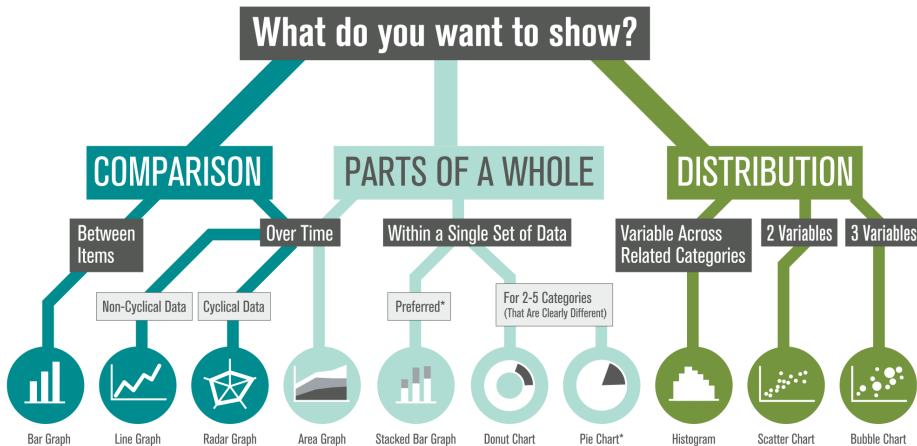 What do you want to show?
COMPARISON
PARTS OF A WHOLE
DISTRIBUTION
Between
Items
Over Time
Within a Single Set of Data
Variable Across
Related Categories
2 Variables
3 Variables
Non-Cyclical Data
Cyclical Data
Preferred*
For 2-5 Categories
(That Are Clearly Different)
Bar Graph
Line Graph
Radar Graph
Area Graph
Stacked Bar Graph
Donut Chart
Pie Chart*
Histogram
Scatter Chart
Bubble Chart